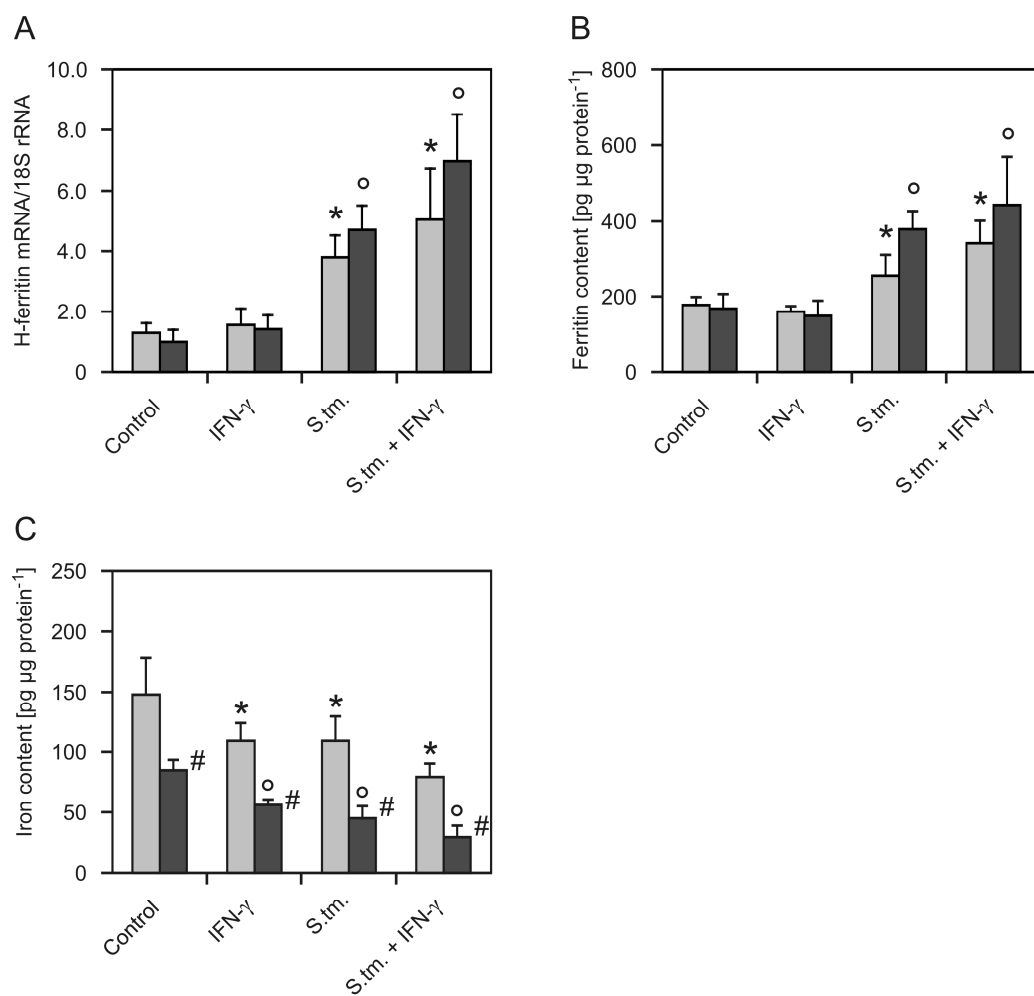 A
H-ferritin mRNA/18S rRNA
10.0
8.0
6.0
4.0
2.0
0
* ° * °
Control
IFN-γ
S.tm.
S.tm. + IFN-γ
B
Ferritin content [pg µg protein⁻¹]
800
600
400
200
0
* ° * °
Control
IFN-γ
S.tm.
S.tm. + IFN-γ
C
Iron content [pg µg protein⁻¹]
250
200
150
100
50
0
# * ° # * ° # * ° #
Control
IFN-γ
S.tm.
S.tm. + IFN-γ